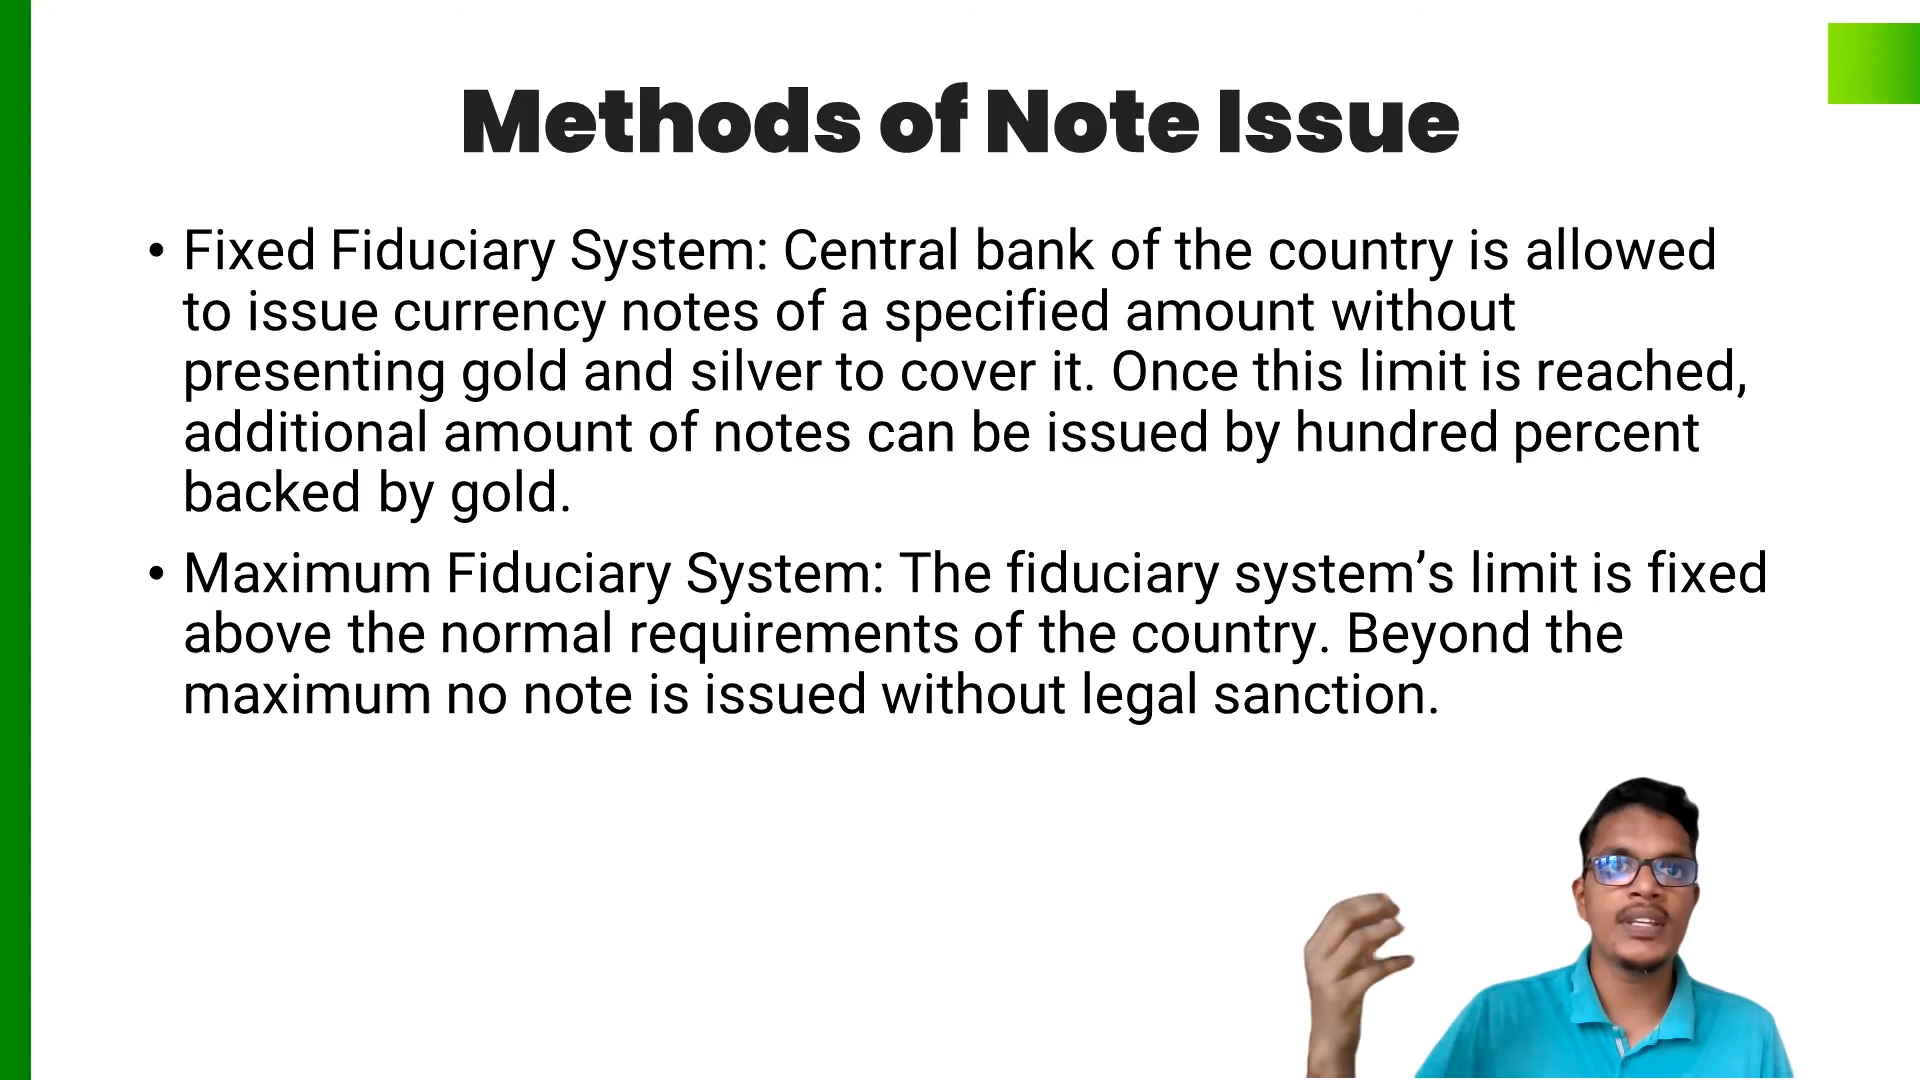 Methods of Note Issue
• Fixed Fiduciary System: Central bank of the country is allowed
to issue currency notes of a specified amount without
presenting gold and silver to cover it. Once this limit is reached,
additional amount of notes can be issued by hundred percent
backed by gold.
• Maximum Fiduciary System: The fiduciary system’s limit is fixed
above the normal requirements of the country. Beyond the
maximum no note is issued without legal sanction.